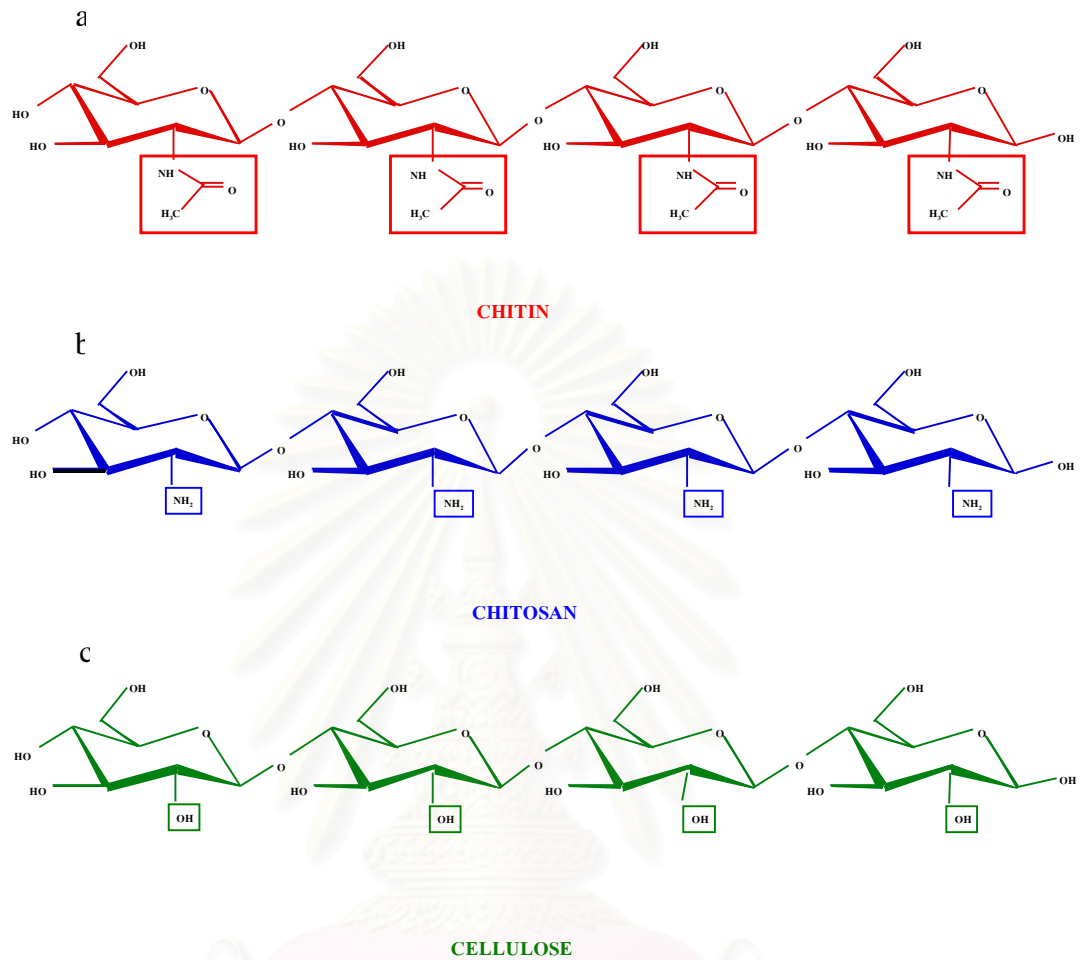 a
OH OH OH OH
O O O O
HO O O O
HO HO HO HO OH
NH NH NH NH
O O O O
H₃C H₃C H₃C H₃C
CHITIN
b
OH OH OH OH
O O O O
HO O O O
HO HO HO HO OH
NH₂ NH₂ NH₂ NH₂
CHITOSAN
c
OH OH OH OH
O O O O
HO O O O
HO HO HO HO OH
OH OH OH OH
CELLULOSE